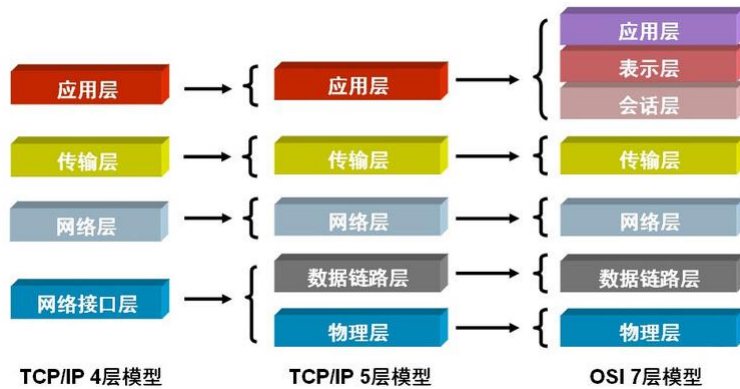 应用层
应用层
应用层
表示层
会话层
传输层
传输层
传输层
网络层
网络层
网络层
网络接口层
数据链路层
数据链路层
物理层
物理层
TCP/IP 4层模型
TCP/IP 5层模型
OSI 7层模型